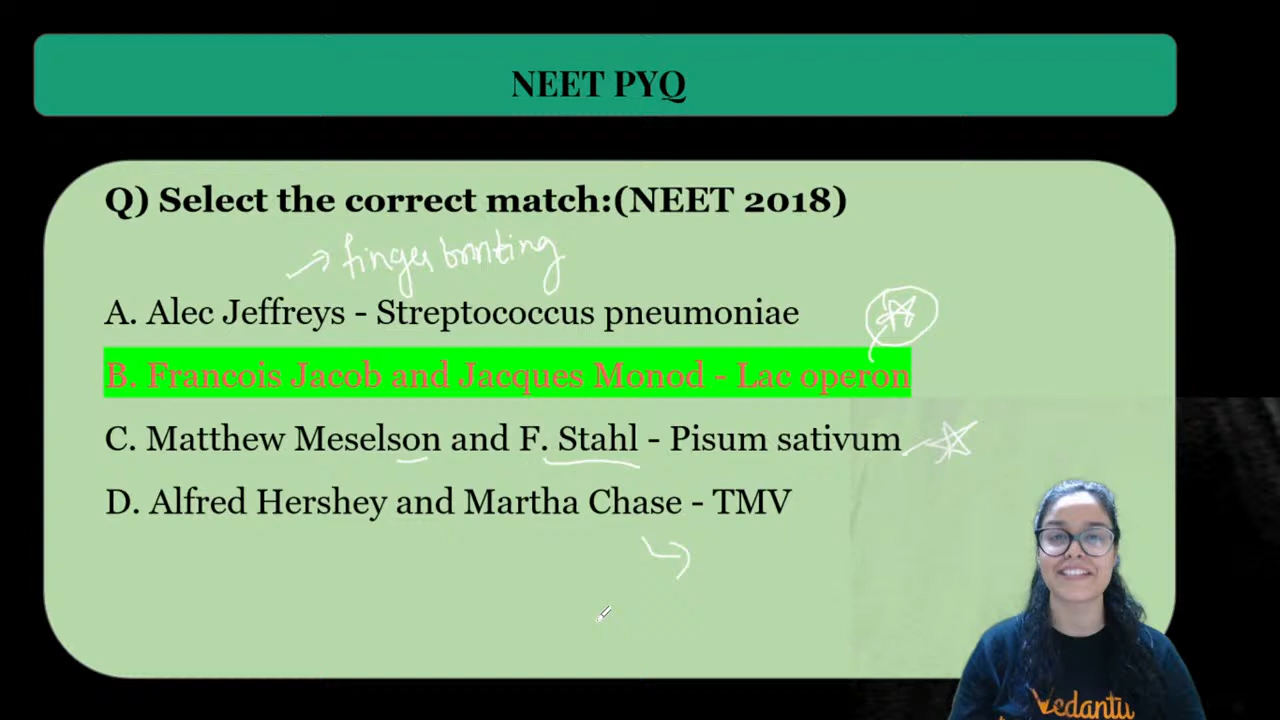 NEET PYQ
Q) Select the correct match:(NEET 2018)
→ finger printing
A. Alec Jeffreys - Streptococcus pneumoniae
B. Francois Jacob and Jacques Monod - Lac operon
C. Matthew Meselson and F. Stahl - Pisum sativum
D. Alfred Hershey and Martha Chase - TMV
Vedantu